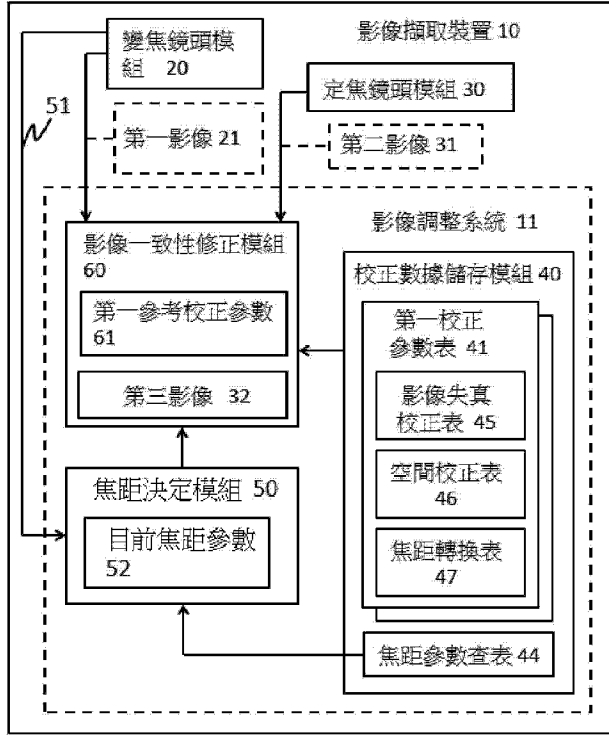 影像擷取裝置 10
變焦鏡頭模
組 20
定焦鏡頭模組 30
51
第一影像 21
第二影像 31
影像調整系統 11
影像一致性修正模組
60
第一參考校正參數
61
第三影像 32
校正數據儲存模組 40
第一校正
參數表 41
影像失真
校正表 45
空間校正表
46
焦距轉換表
47
焦距決定模組 50
目前焦距參數
52
焦距參數查表 44